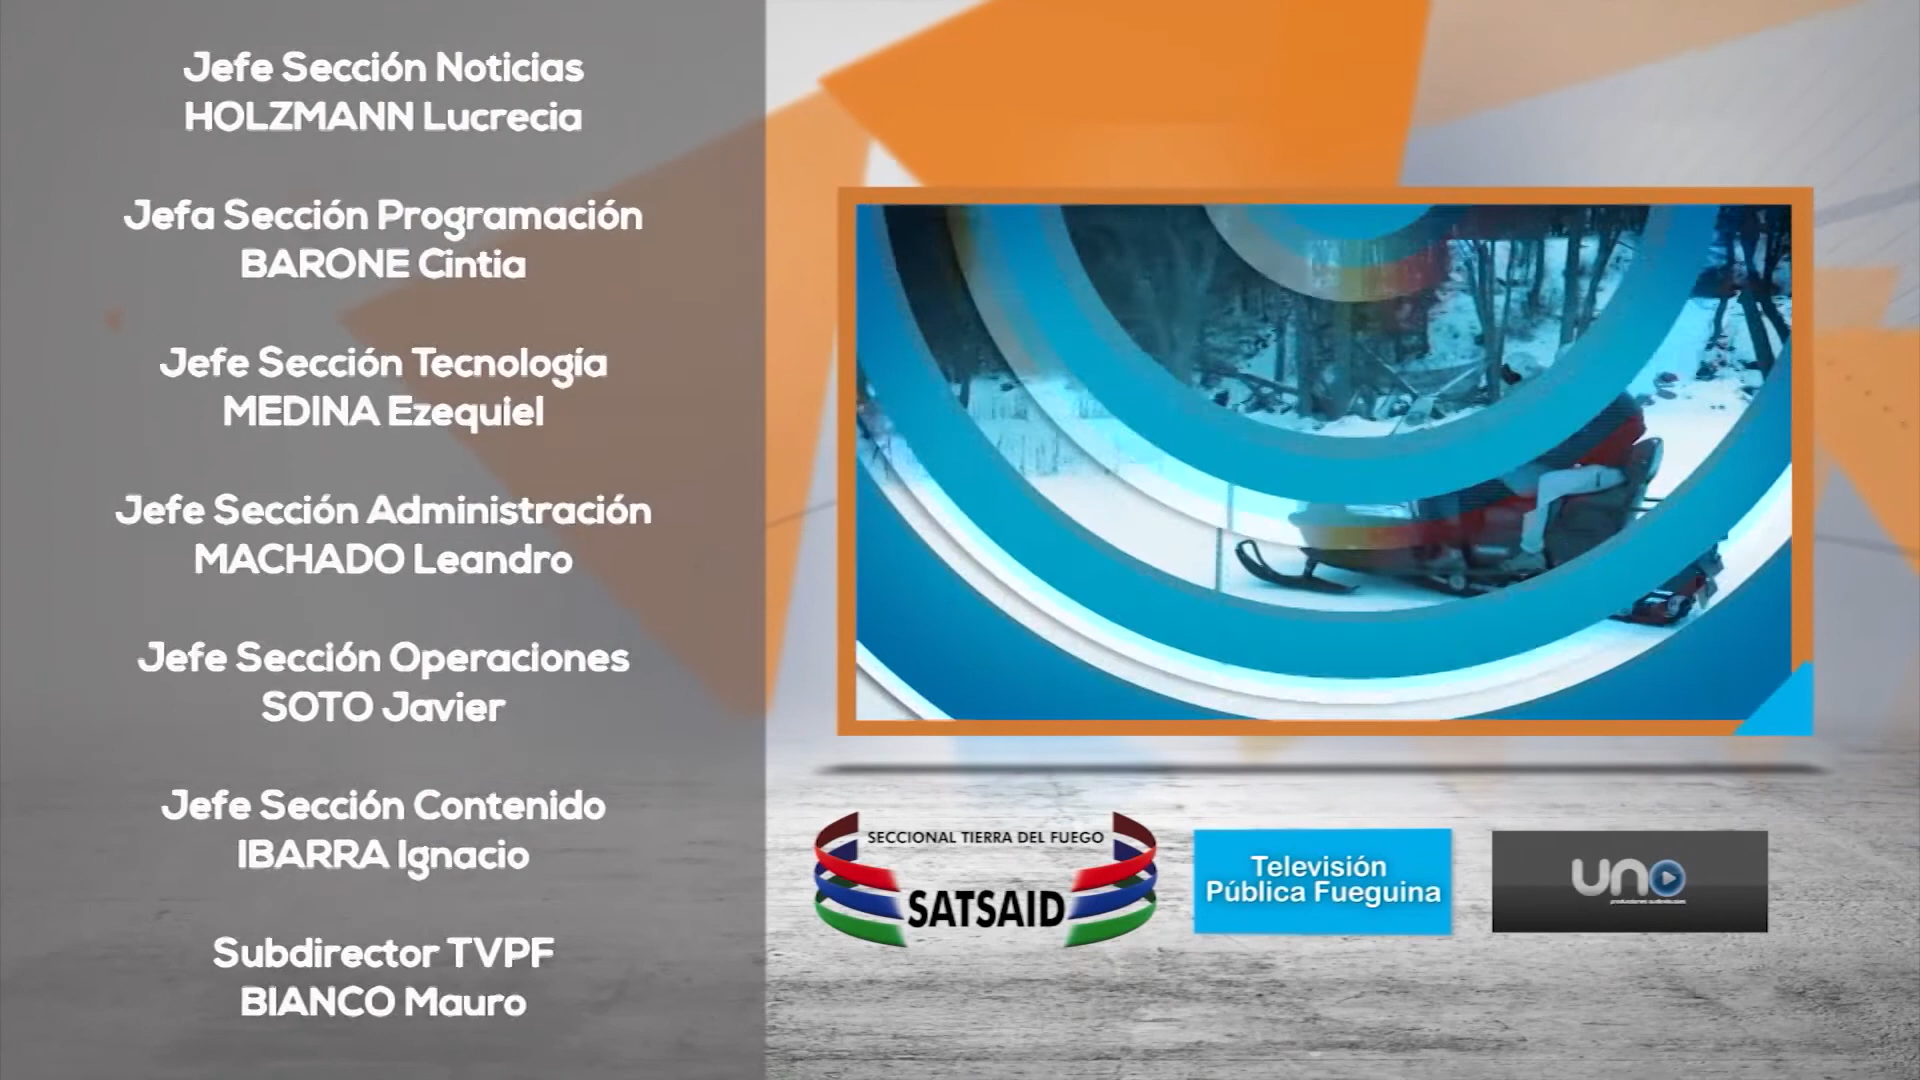 Jefe Sección Noticias
HOLZMANN Lucrecia
Jefa Sección Programación
BARONE Cintia
Jefe Sección Tecnología
MEDINA Ezequiel
Jefe Sección Administración
MACHADO Leandro
Jefe Sección Operaciones
SOTO Javier
Jefe Sección Contenido
IBARRA Ignacio
Subdirector TVPF
BIANCO Mauro
SECCIONAL TIERRA DEL FUEGO
SATSAID
Televisión
Pública Fueguina
UNO